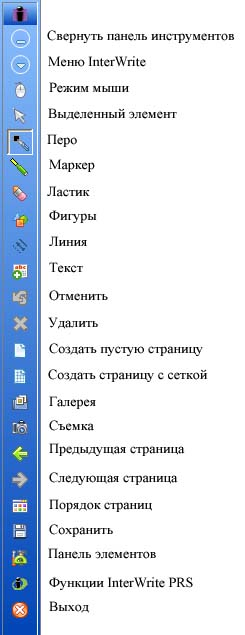 Свернуть панель инструментов
Меню InterWrite
Режим мыши
Выделенный элемент
Перо
Маркер
Ластик
Фигуры
Линия
abc
Текст
Отменить
Удалить
Создать пустую страницу
Создать страницу с сеткой
Галерея
Съемка
Предыдущая страница
Следующая страница
Порядок страниц
Сохранить
Панель элементов
Функции InterWrite PRS
Выход